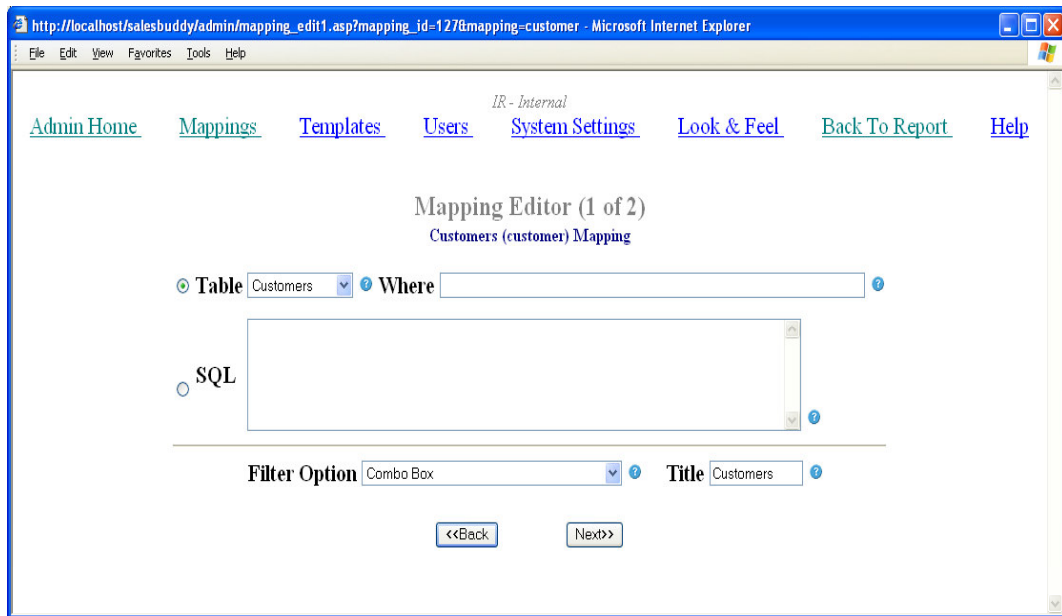 http://localhost/salesbuddy/admin/mapping_edit1.asp?mapping_id=127&mapping=customer - Microsoft Internet Explorer
File Edit View Favorites Tools Help
IR - Internal
Admin Home Mappings Templates Users System Settings Look & Feel Back To Report Help
Mapping Editor (1 of 2)
Customers (customer) Mapping
Table Customers ? Where ?
SQL ?
Filter Option Combo Box ? Title Customers ?
<<Back Next>>